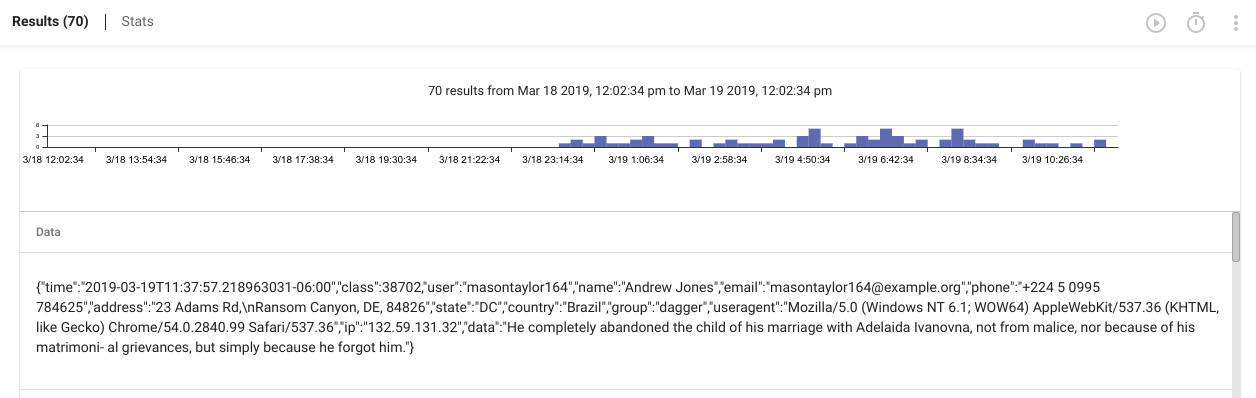 Results (70) | Stats
70 results from Mar 18 2019, 12:02:34 pm to Mar 19 2019, 12:02:34 pm
6
3
0
3/18 12:02:34 3/18 13:54:34 3/18 15:46:34 3/18 17:38:34 3/18 19:30:34 3/18 21:22:34 3/18 23:14:34 3/19 1:06:34 3/19 2:58:34 3/19 4:50:34 3/19 6:42:34 3/19 8:34:34 3/19 10:26:34
Data
{"time":"2019-03-19T11:37:57.218963031-06:00","class":38702,"user":"masontaylor164","name":"Andrew Jones","email":"masontaylor164@example.org","phone":"+224 5 0995
784625","address":"23 Adams Rd,\nRansom Canyon, DE, 84826","state":"DC","country":"Brazil","group":"dagger","useragent":"Mozilla/5.0 (Windows NT 6.1; WOW64) AppleWebKit/537.36 (KHTML,
like Gecko) Chrome/54.0.2840.99 Safari/537.36","ip":"132.59.131.32","data":"He completely abandoned the child of his marriage with Adelaida Ivanovna, not from malice, nor because of his
matrimoni- al grievances, but simply because he forgot him."}